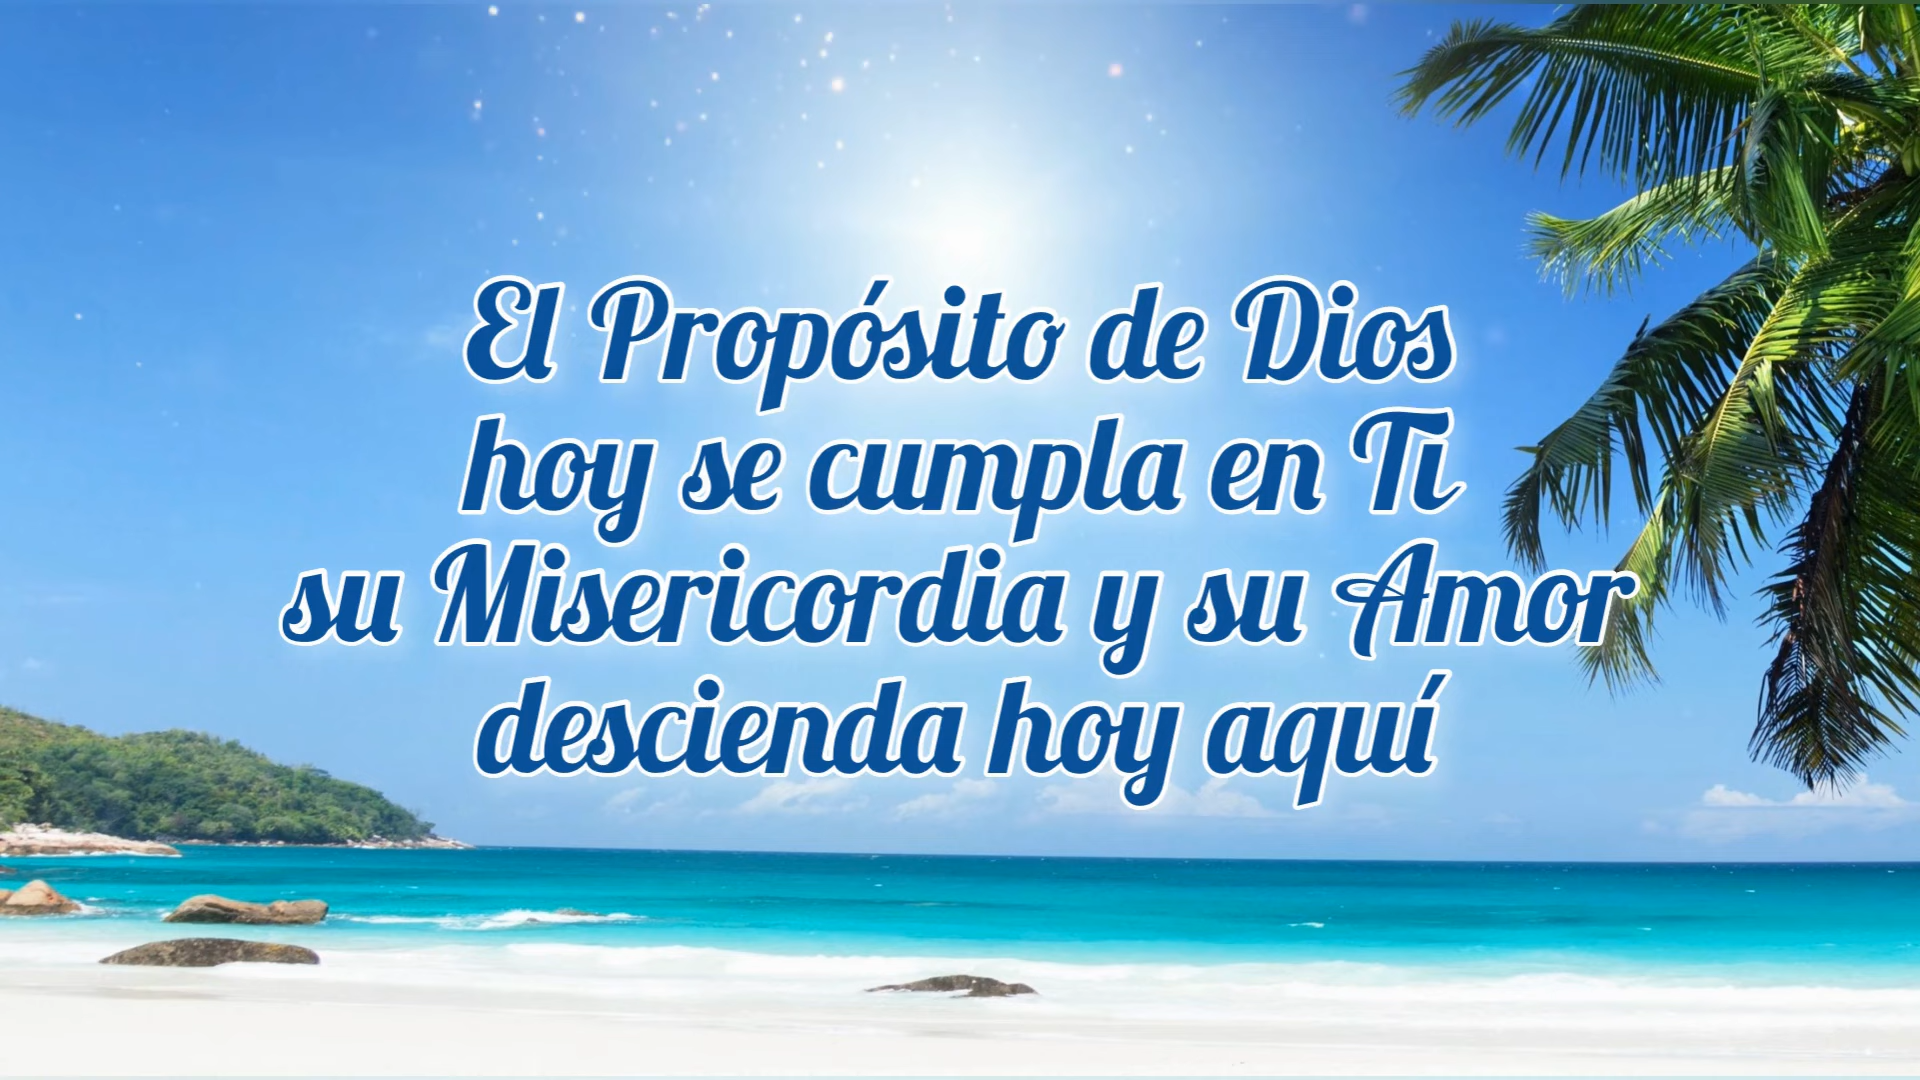 El Propósito de Dios
hoy se cumpla en Ti
su Misericordia y su Amor
descienda hoy aquí